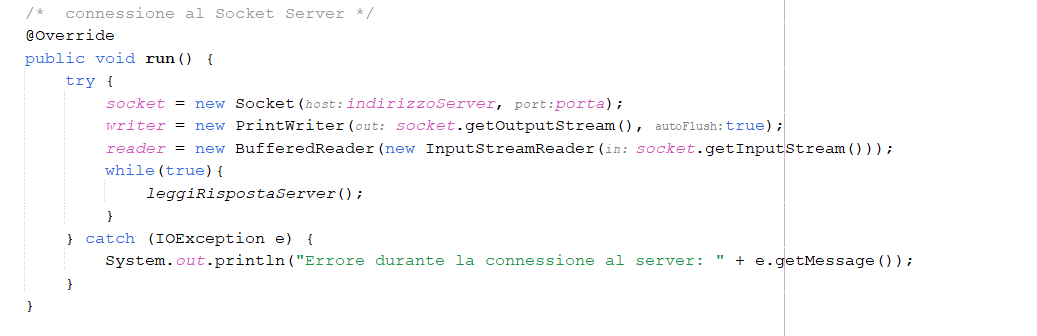 /*  connessione al Socket Server */
@Override
public void run() {
    try {
        socket = new Socket(host:indirizzoServer, port:porta);
        writer = new PrintWriter(out: socket.getOutputStream(), autoFlush:true);
        reader = new BufferedReader(new InputStreamReader(in: socket.getInputStream()));
        while(true){
            leggiRispostaServer();
        }
    } catch (IOException e) {
        System.out.println("Errore durante la connessione al server: " + e.getMessage());
    }
}